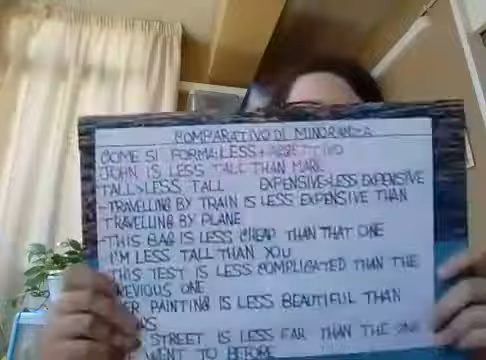 COMPARATIVO DI MINORANZA
COME SI FORMA: LESS + AGGETTIVO
JOHN IS LESS TALL THAN MARK
TALL>LESS TALL EXPENSIVE>LESS EXPENSIVE
-TRAVELLING BY TRAIN IS LESS EXPENSIVE THAN
TRAVELLING BY PLANE
-THIS BAG IS LESS CHEAP THAN THAT ONE
I'M LESS TALL THAN YOU
THIS TEST IS LESS COMPLICATED THAN THE
PREVIOUS ONE
PAINTING IS LESS BEAUTIFUL THAN
STREET IS LESS FAR THAN THE ONE
WENT TO BEFORE